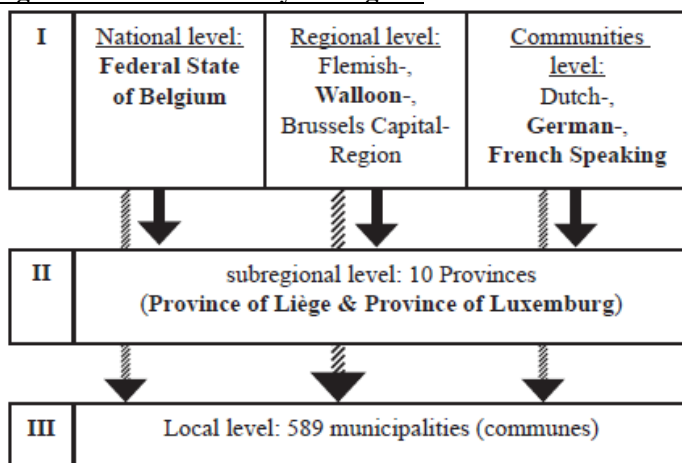 I
National level:
Federal State
of Belgium
Regional level:
Flemish-,
Walloon-,
Brussels Capital-
Region
Communities
level:
Dutch-,
German-,
French Speaking
II
subregional level: 10 Provinces
(Province of Liège & Province of Luxemburg)
III
Local level: 589 municipalities (communes)